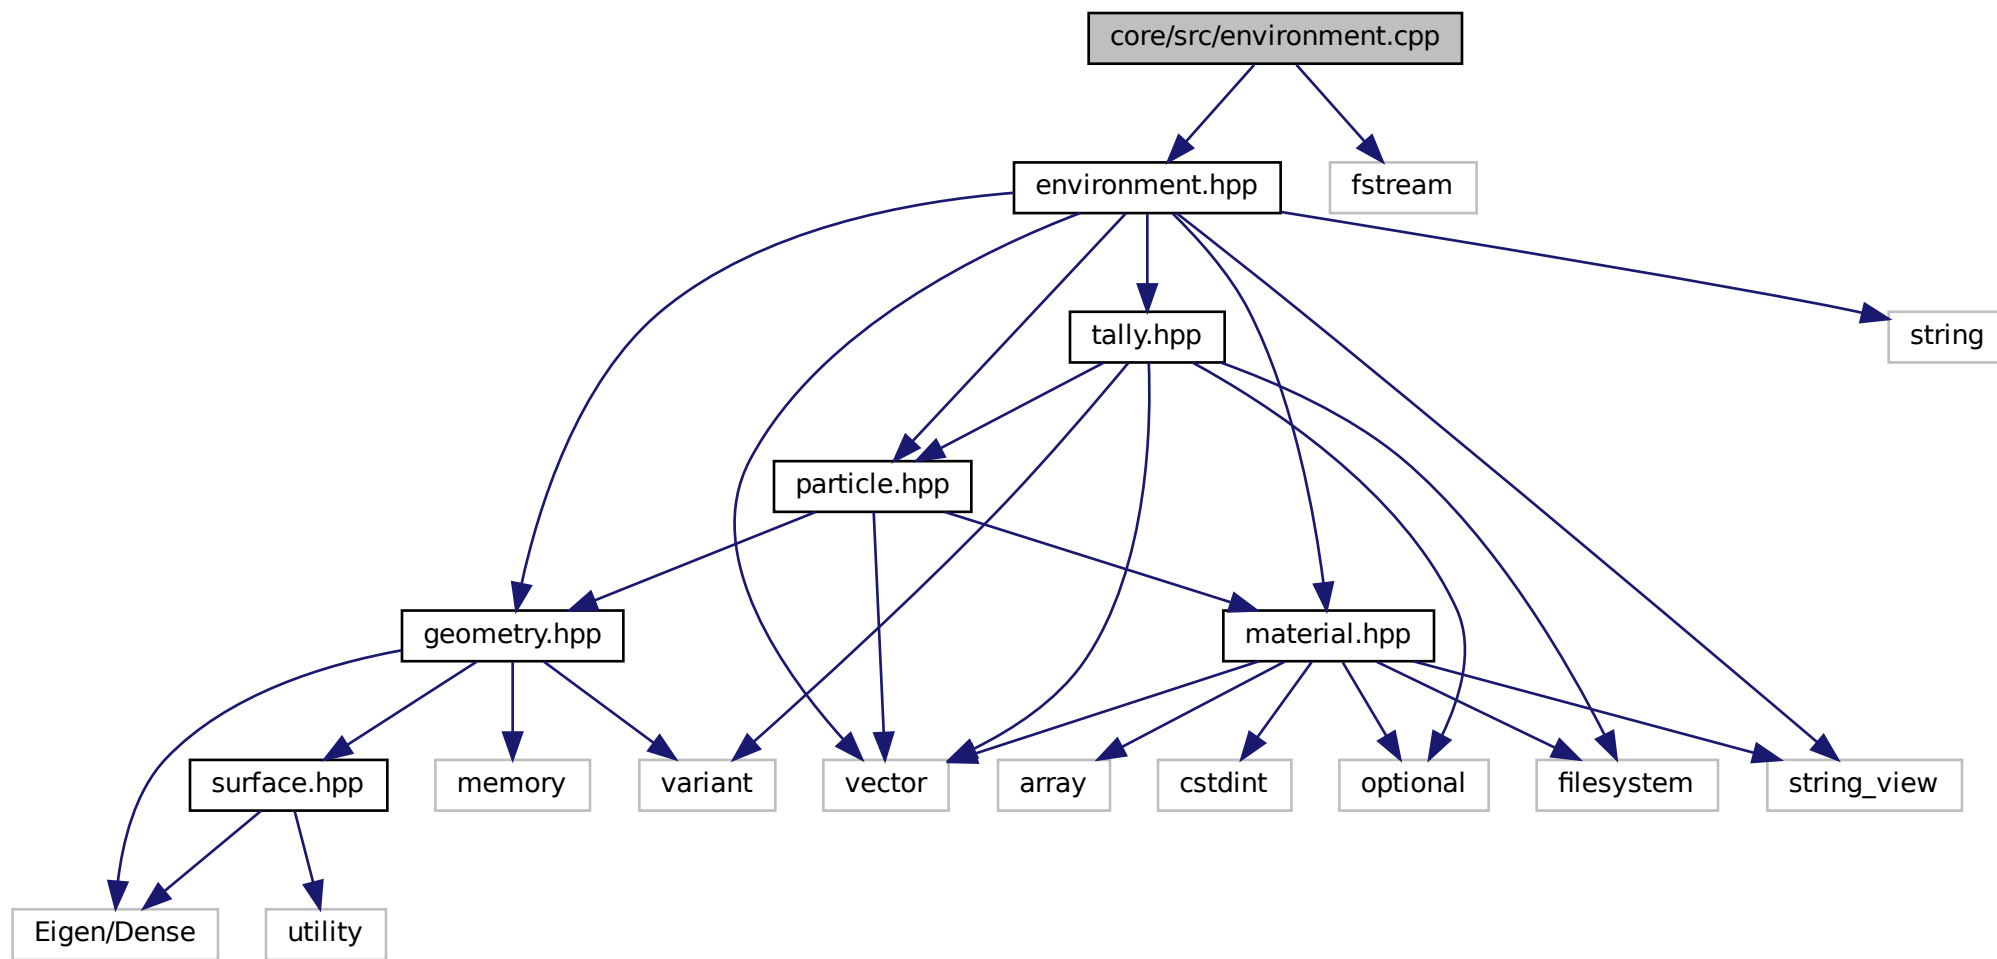 core/src/environment.cpp
environment.hpp
fstream
tally.hpp
string
particle.hpp
geometry.hpp
material.hpp
surface.hpp
memory
variant
vector
array
cstdint
optional
filesystem
string_view
Eigen/Dense
utility